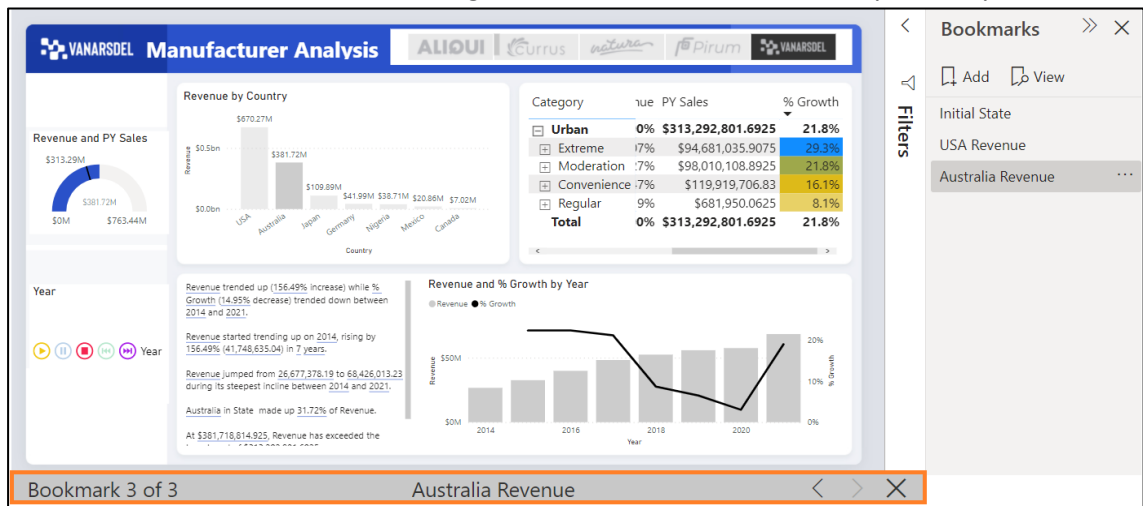 VANARSDEL Manufacturer Analysis
ALIQUI Currus natura Pirum VANARSDEL
Revenue and PY Sales
$313.29M
$381.72M
$0M $763.44M
Revenue by Country
$670.27M
$381.72M
$109.89M
$41.99M $38.71M $20.86M $7.02M
$0.5bn
$0.0bn
Revenue
USA Australia Japan Germany Nigeria Mexico Canada
Country
Category nue PY Sales % Growth
Urban 0% $313,292,801.6925 21.8%
Extreme 7% $94,681,035.9075 29.3%
Moderation 7% $98,010,108.8925 21.8%
Convenience 7% $119,919,706.83 16.1%
Regular 9% $681,950.0625 8.1%
Total 0% $313,292,801.6925 21.8%
Year
Year
Revenue trended up (156.49% increase) while %
Growth (14.95% decrease) trended down between
2014 and 2021.
Revenue started trending up on 2014, rising by
156.49% (41,748,635.04) in 7 years.
Revenue jumped from 26,677,378.19 to 68,426,013.23
during its steepest incline between 2014 and 2021.
Australia in State made up 31.72% of Revenue.
At $381,718,814.925, Revenue has exceeded the
Revenue and % Growth by Year
Revenue % Growth
$50M
$0M
Revenue
20%
10%
0%
% Growth
2014 2016 2018 2020
Year
Filters
Bookmarks
Add View
Initial State
USA Revenue
Australia Revenue
Bookmark 3 of 3 Australia Revenue